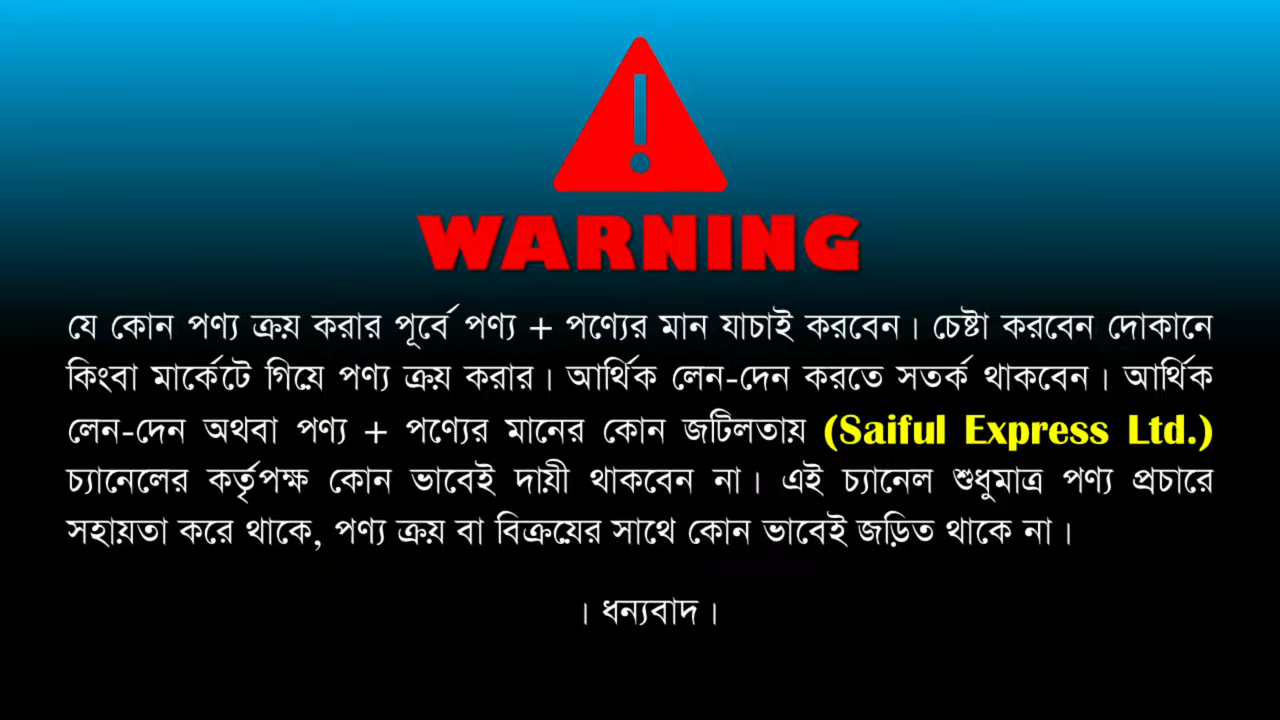 WARNING
যে কোন পণ্য ক্রয় করার পূর্বে পণ্য + পণ্যের মান যাচাই করবেন। চেষ্টা করবেন দোকানে
কিংবা মার্কেটে গিয়ে পণ্য ক্রয় করার। আর্থিক লেন-দেন করতে সতর্ক থাকবেন। আর্থিক
লেন-দেন অথবা পণ্য + পণ্যের মানের কোন জটিলতায় (Saiful Express Ltd.)
চ্যানেলের কর্তৃপক্ষ কোন ভাবেই দায়ী থাকবেন না। এই চ্যানেল শুধুমাত্র পণ্য প্রচারে
সহায়তা করে থাকে, পণ্য ক্রয় বা বিক্রয়ের সাথে কোন ভাবেই জড়িত থাকে না।
। ধন্যবাদ।